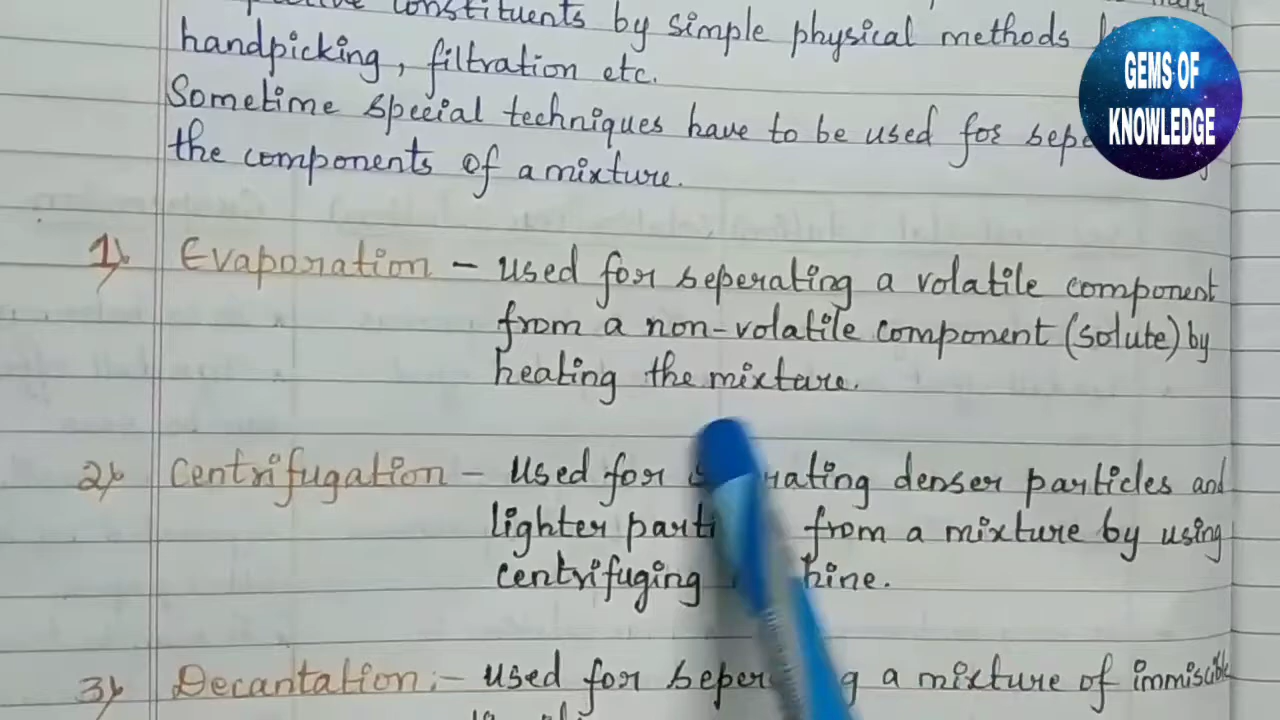 constituents by simple physical methods
handpicking, filtration etc.
Sometime special techniques have to be used for sepe
the components of a mixture.
1) Evaporation - used for seperating a volatile component
from a non-volatile component (solute) by
heating the mixture.
2) Centrifugation - used for rating denser particles and
lighter parti from a mixture by using
centrifuging hine.
3) Decantation :- used for seper g a mixture of immiscible
GEMS OF
KNOWLEDGE